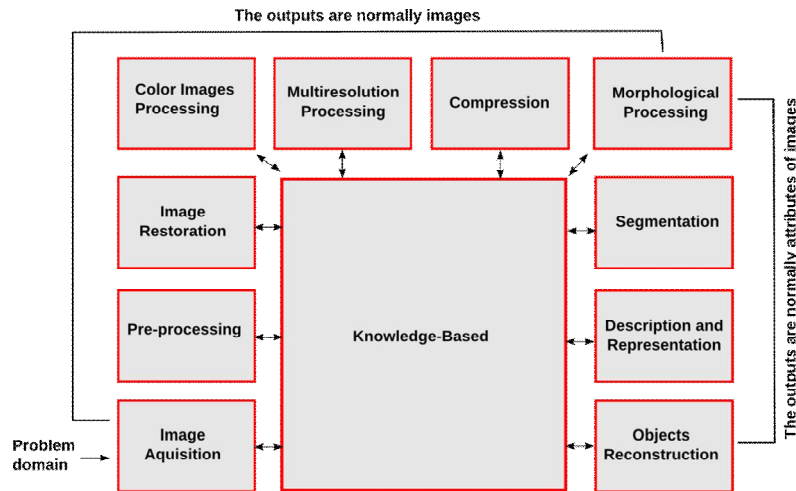 The outputs are normally images
Color Images
Processing
Multiresolution
Processing
Compression
Morphological
Processing
Image
Restoration
Segmentation
Pre-processing
Knowledge-Based
Description and
Representation
Image
Aquisition
Objects
Reconstruction
Problem
domain
The outputs are normally attributes of images